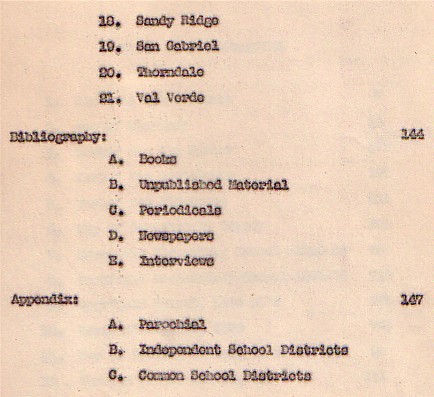 18. Sandy Ridge
19. San Gabriel
20. Thorndale
21. Val Verde
Bibliography: 144
A. Books
B. Unpublished Material
C. Periodicals
D. Newspapers
E. Interviews
Appendix: 147
A. Parochial
B. Independent School Districts
C. Common School Districts